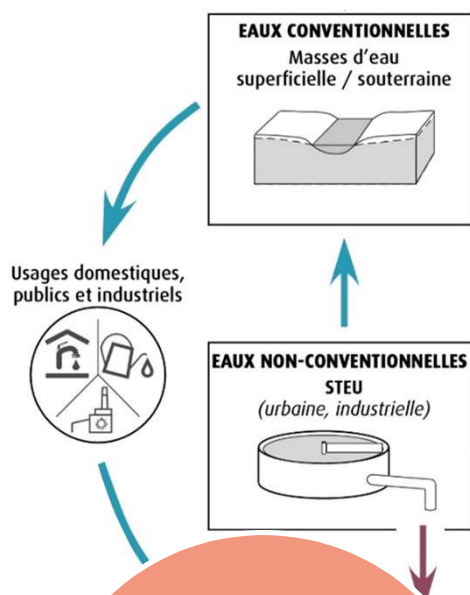 EAUX CONVENTIONNELLES
Masses d'eau
superficielle / souterraine
Usages domestiques,
publics et industriels
EAUX NON-CONVENTIONNELLES
STEU
(urbaine, industrielle)